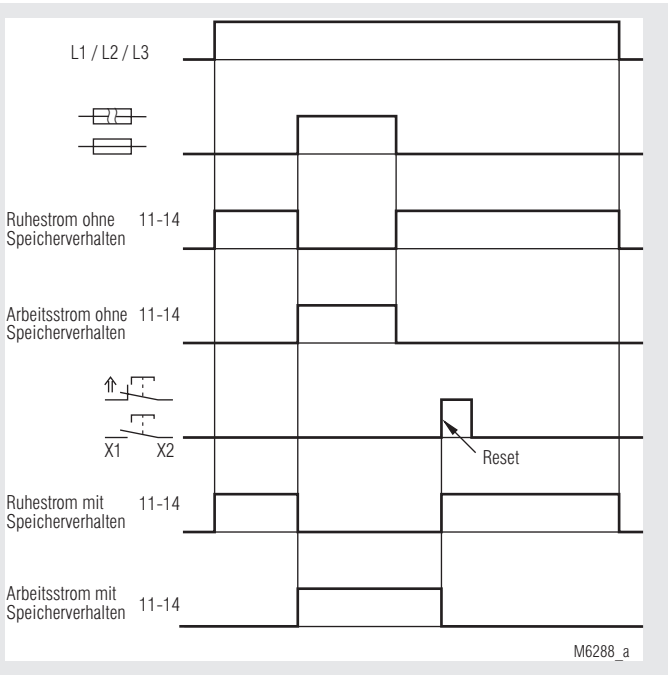 L1 / L2 / L3
Ruhestrom ohne 11-14
Speicherverhalten
Arbeitsstrom ohne 11-14
Speicherverhalten
X1 X2
Reset
Ruhestrom mit 11-14
Speicherverhalten
Arbeitsstrom mit
Speicherverhalten 11-14
M6288_a